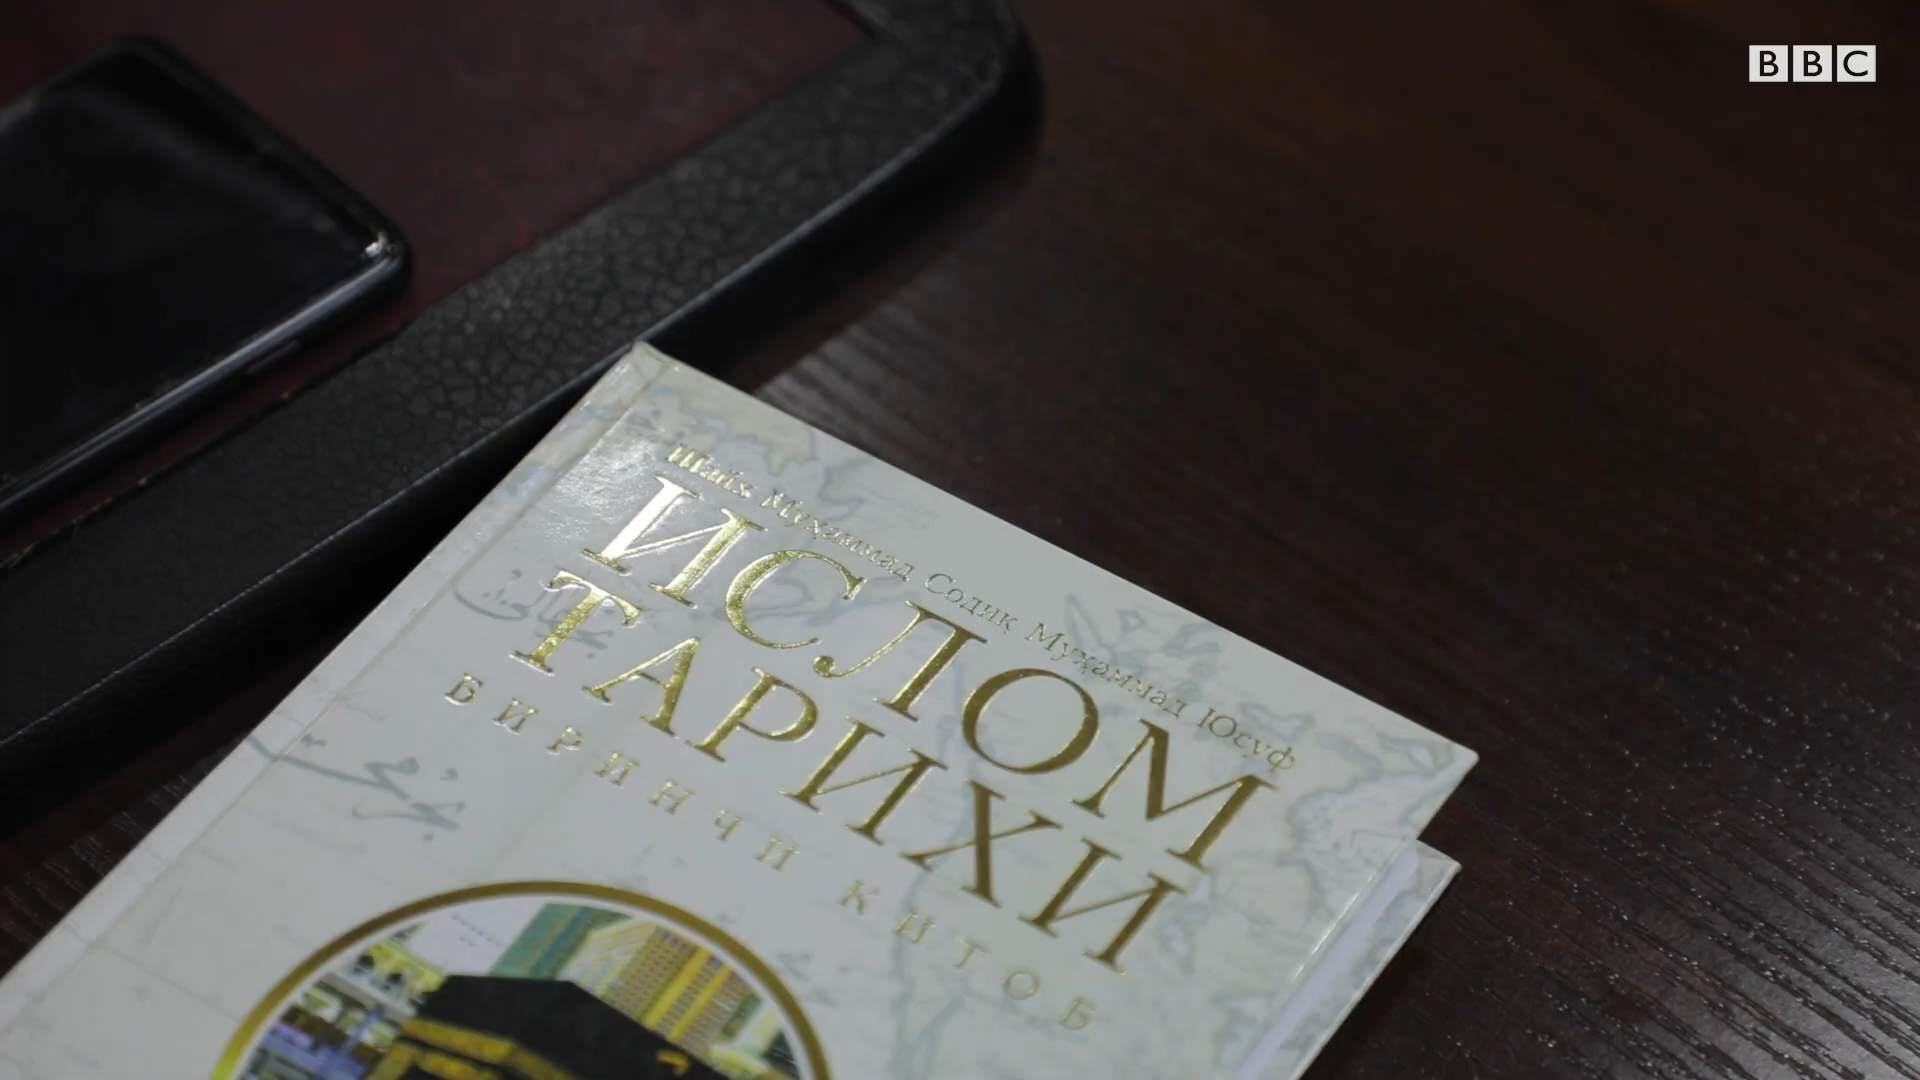 BBC
Шайх Муҳаммад Содиқ Муҳаммад Юсуф
ИСЛОМ
ТАРИХИ
БИРИНЧИ КИТОБ